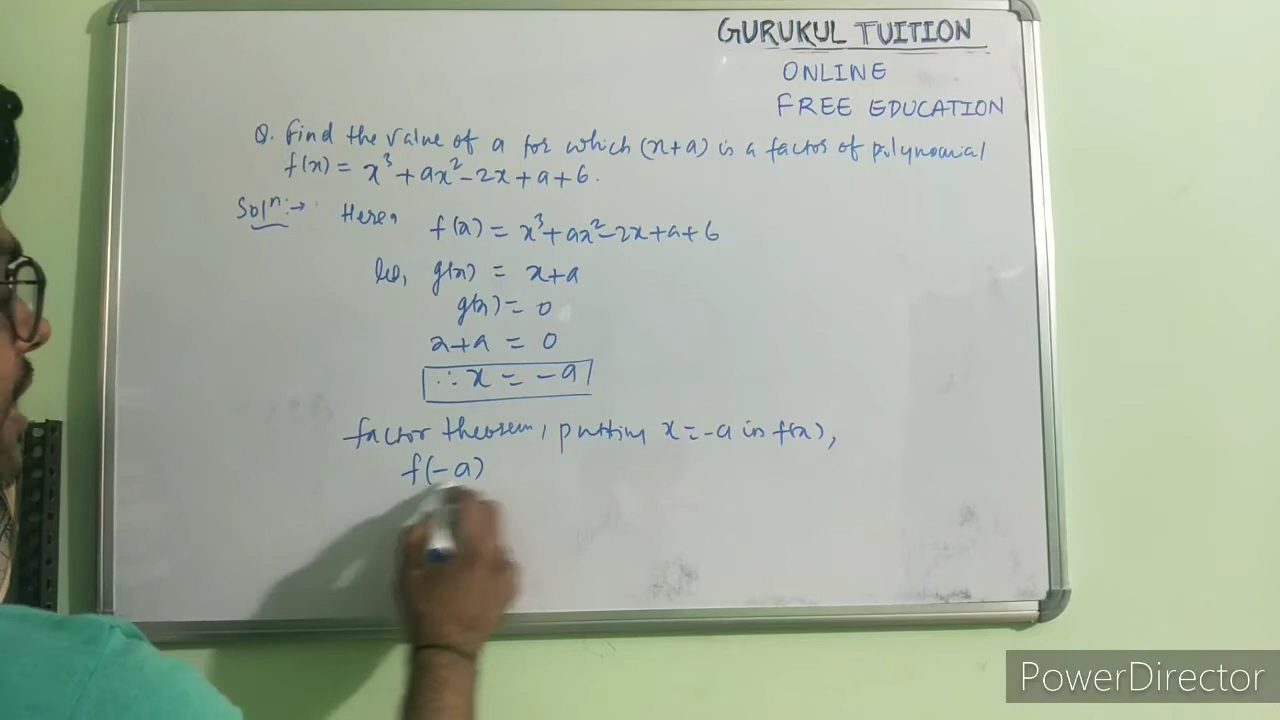 GURUKUL TUITION
ONLINE
FREE EDUCATION
Q. Find the value of a for which (x+a) is a factor of polynomial
f(x) = x³ + ax² - 2x + a + 6.
Solⁿ:→ Here, f(x) = x³ + ax² - 2x + a + 6
g(x) = x+a
g(x) = 0
x+a = 0
∴ x = -a
factor theorem, putting x = -a in f(x),
f(-a)
PowerDirector